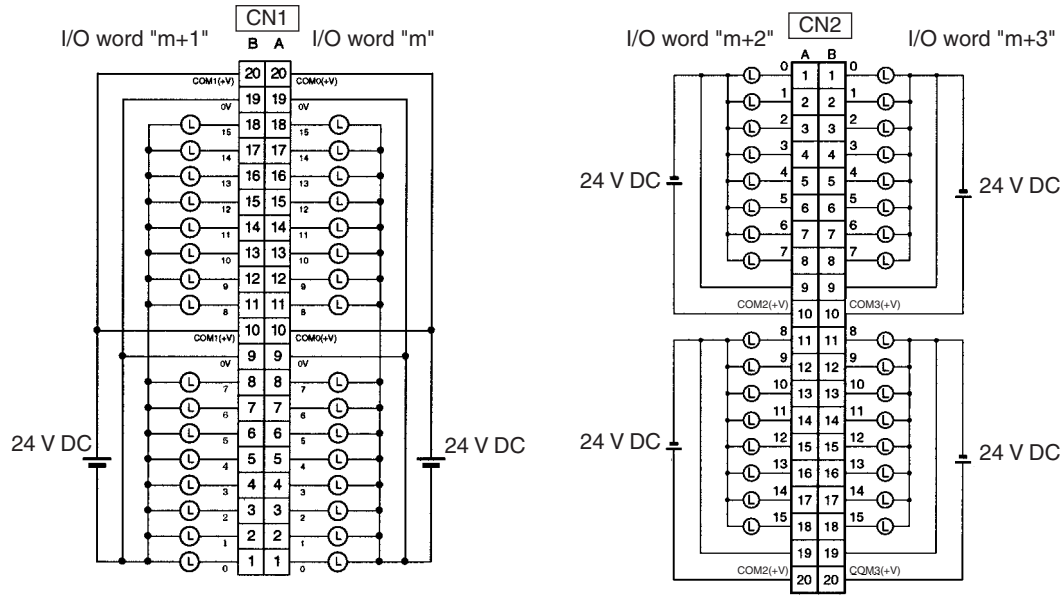 CN1
I/O word "m+1" I/O word "m"
B A
20 20
COM1(+V) COM0(+V)
19 19
0V 0V
L 18 18 L
15 15
L 17 17 L
14 14
L 16 16 L
13 13
L 15 15 L
12 12
L 14 14 L
11 11
L 13 13 L
10 10
L 12 12 L
9 9
L 11 11 L
8 8
10 10
COM1(+V) COM0(+V)
9 9
0V 0V
L 8 8 L
7 7
L 7 7 L
6 6
L 6 6 L
5 5
24 V DC 24 V DC
L 5 5 L
4 4
L 4 4 L
3 3
L 3 3 L
2 2
L 2 2 L
1 1
L 1 1 L
0 0
CN2
I/O word "m+2" I/O word "m+3"
A B
L 0 1 1 0 L
L 1 2 2 1 L
L 2 3 3 2 L
L 3 4 4 3 L
24 V DC L 4 5 5 4 L 24 V DC
L 5 6 6 5 L
L 6 7 7 6 L
L 7 8 8 7 L
9 9
COM2(+V) 10 10 COM3(+V)
L 8 11 11 8 L
L 9 12 12 9 L
L 10 13 13 10 L
L 11 14 14 11 L
24 V DC L 12 15 15 12 L 24 V DC
L 13 16 16 13 L
L 14 17 17 14 L
L 15 18 18 15 L
19 19
COM2(+V) 20 20 COM3(+V)